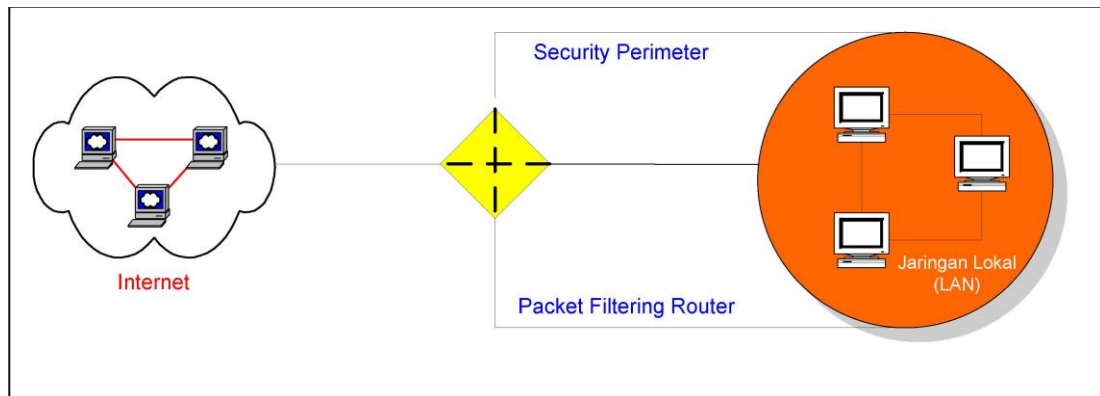 Security Perimeter
Internet
Packet Filtering Router
Jaringan Lokal
(LAN)